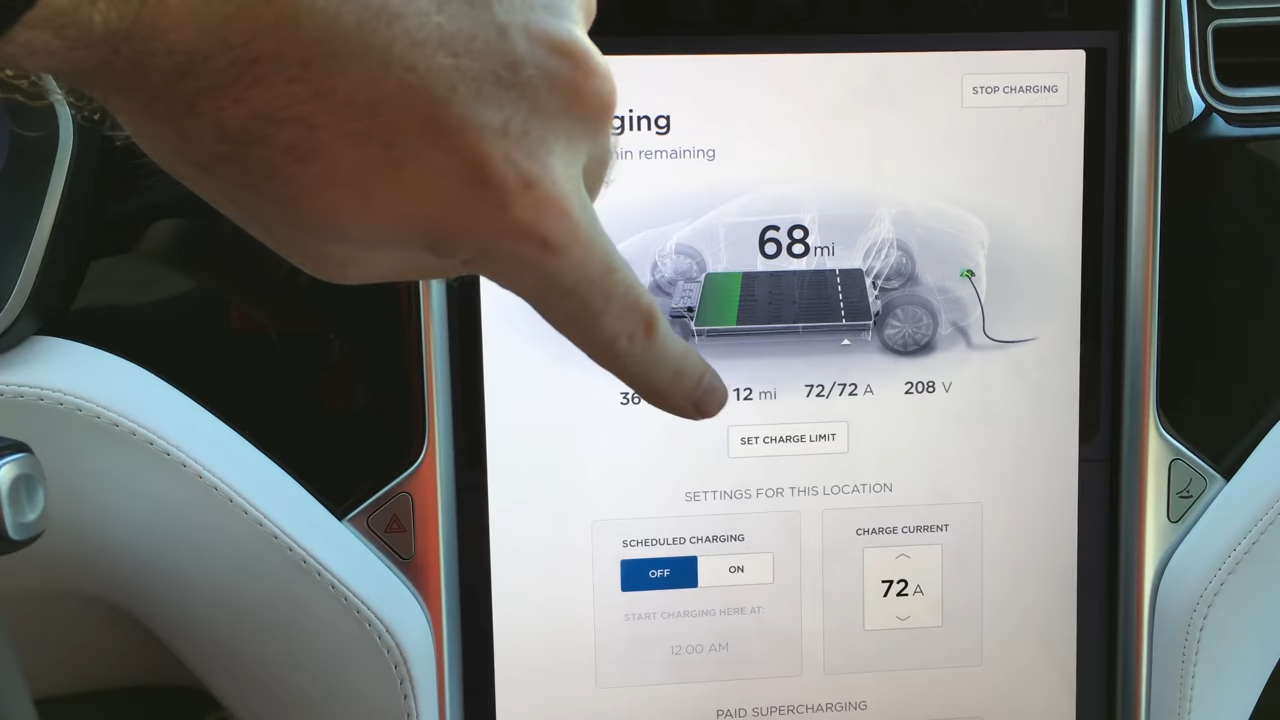 STOP CHARGING
ging
in remaining
68 mi
36 12 mi 72/72 A 208 V
SET CHARGE LIMIT
SETTINGS FOR THIS LOCATION
SCHEDULED CHARGING
OFF ON
START CHARGING HERE AT:
12:00 AM
CHARGE CURRENT
72 A
PAID SUPERCHARGING